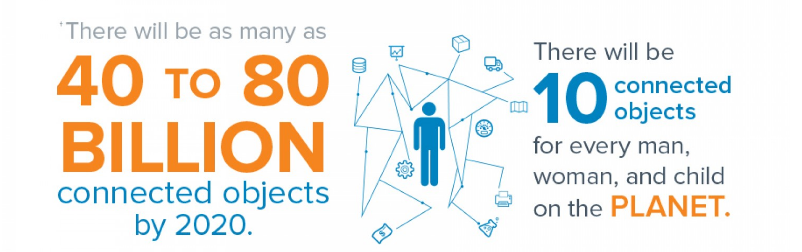 †There will be as many as
40 TO 80
BILLION
connected objects
by 2020.
There will be
10 connected
objects
for every man,
woman, and child
on the PLANET.